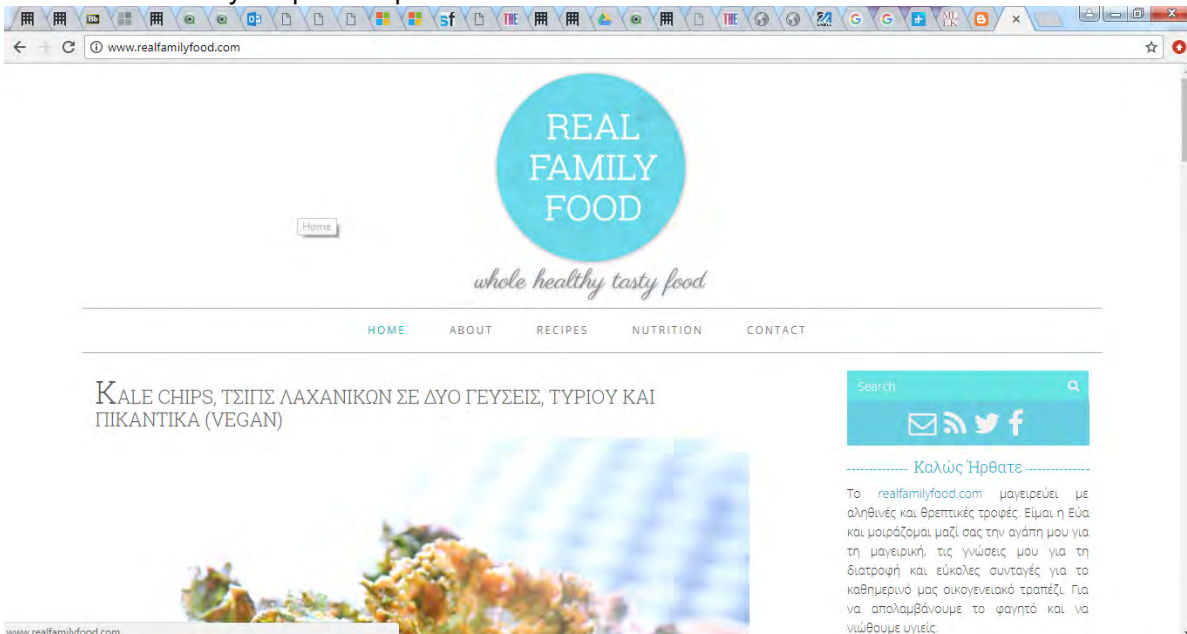 www.realfamilyfood.com
REAL
FAMILY
FOOD
Home
whole healthy tasty food
HOME ABOUT RECIPES NUTRITION CONTACT
KALE CHIPS, ΤΣΙΠΣ ΛΑΧΑΝΙΚΩΝ ΣΕ ΔΥΟ ΓΕΥΣΕΙΣ, ΤΥΡΙΟΥ ΚΑΙ
ΠΙΚΑΝΤΙΚΑ (VEGAN)
Search
Καλώς Ήρθατε
Το realfamilyfood.com μαγειρεύει με
αληθινές και θρεπτικές τροφές. Είμαι η Εύα
και μοιράζομαι μαζί σας την αγάπη μου για
τη μαγειρική, τις γνώσεις μου για τη
διατροφή και εύκολες συνταγές για το
καθημερινό μας οικογενειακό τραπέζι. Για
να απολαμβάνουμε το φαγητό και να
νιώθουμε υγιείς.
www.realfamilyfood.com